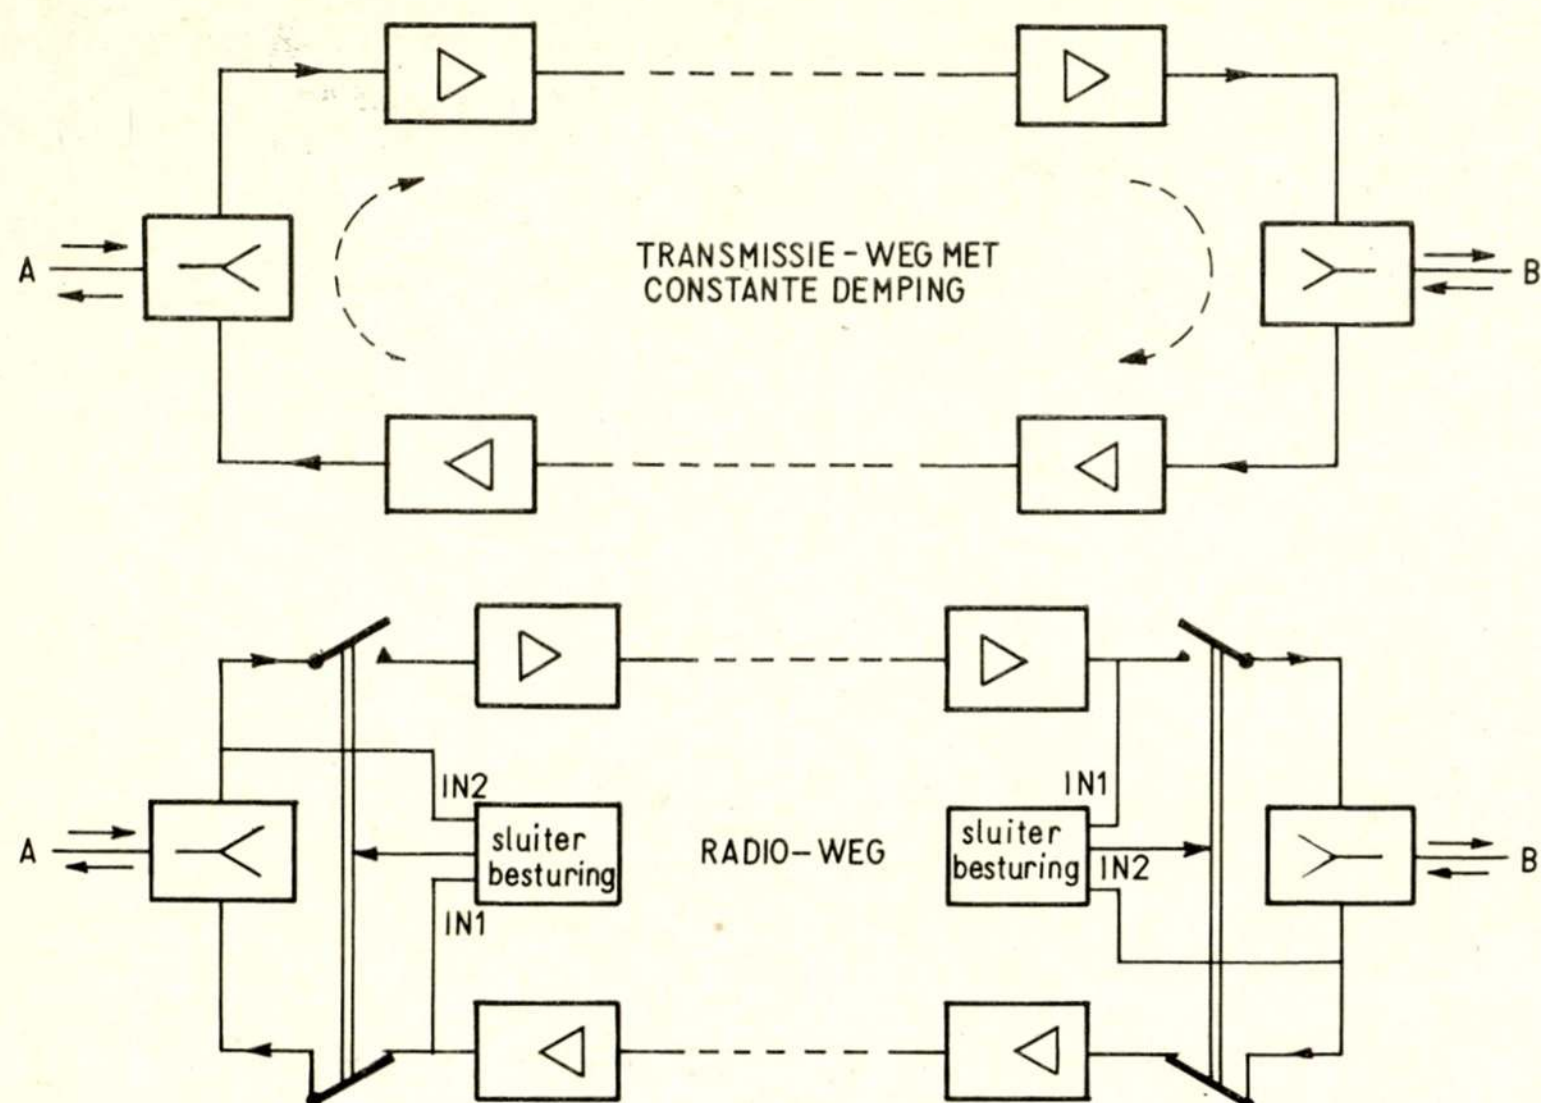 A
TRANSMISSIE-WEG MET
CONSTANTE DEMPING
B
IN2
IN1
A
sluiter
besturing
RADIO-WEG
sluiter
besturing
IN2
B
IN1